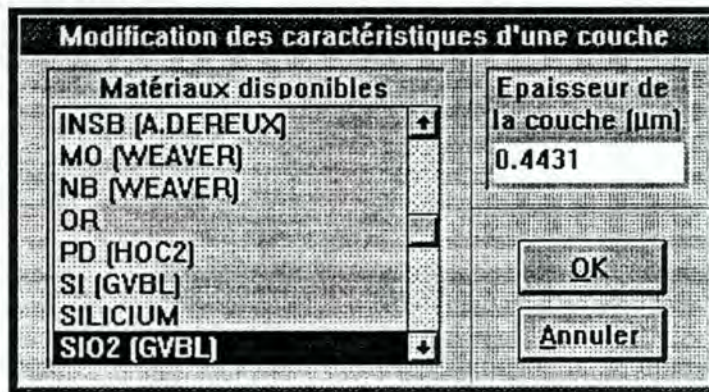 Modification des caractéristiques d'une couche
Matériaux disponibles
INSB (A.DEREUX)
MO (WEAVER)
NB (WEAVER)
OR
PD (HOC2)
SI (GVBL)
SILICIUM
SIO2 (GVBL)
Epaisseur de
la couche (µm)
0.4431
OK
Annuler